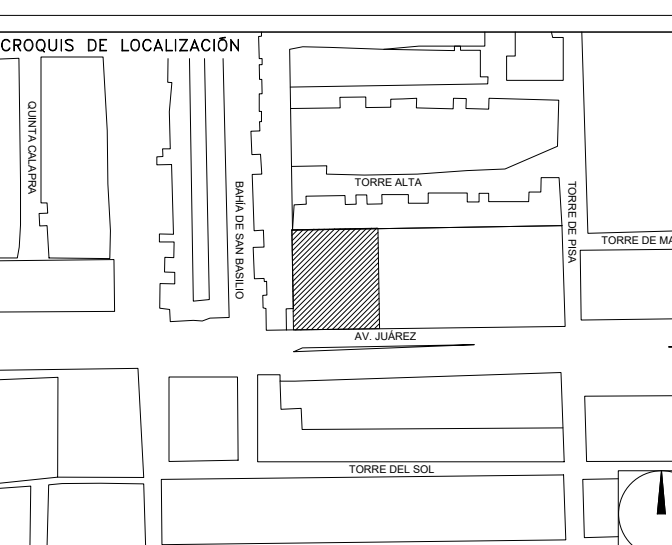 CROQUIS DE LOCALIZACIÓN
QUINTA CALAPRA
BAHÍA DE SAN BASILIO
TORRE ALTA
TORRE DE PISA
TORRE DE MA
AV. JUÁREZ
TORRE DEL SOL